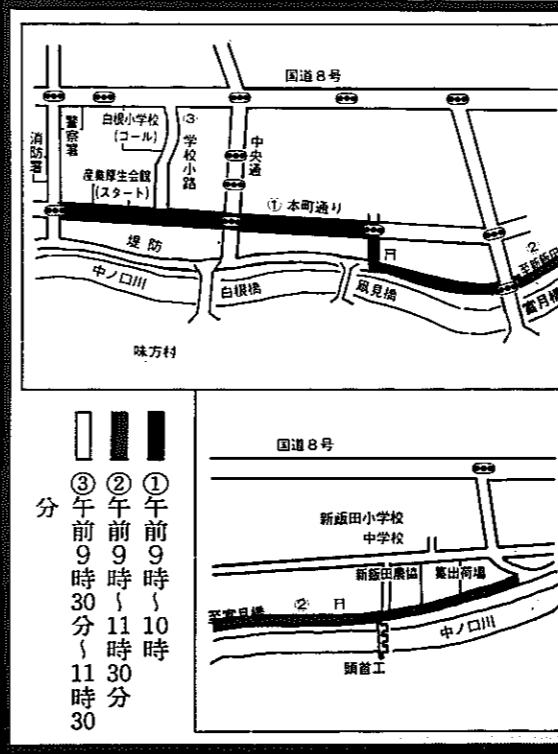 国道8号
白根小学校
(ゴール)
③
学校小路
中央通
警察署
消防署
産業厚生会館
(スタート)
①本町通り
堤防
中ノ口川
白根橋
凧見橋
②
至新飯田
味方村
国道8号
新飯田小学校
中学校
新飯田農協
集出荷場
②
中ノ口川
頭首工
①午前9時〜10時
②午前9時〜11時30分
③午前9時30分〜11時30
分